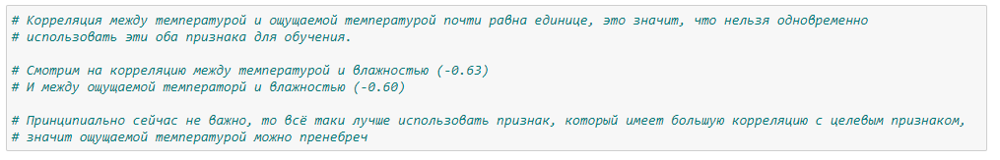 # Корреляция между температурой и ощущаемой температурой почти равна единице, это значит, что нельзя одновременно
# использовать эти оба признака для обучения.
# Смотрим на корреляцию между температурой и влажностью (-0.63)
# И между ощущаемой температорй и влажностью (-0.60)
# Принципиально сейчас не важно, то всё таки лучше использовать признак, который имеет большую корреляцию с целевым признаком,
# значит ощущаемой температурой можно пренебреч